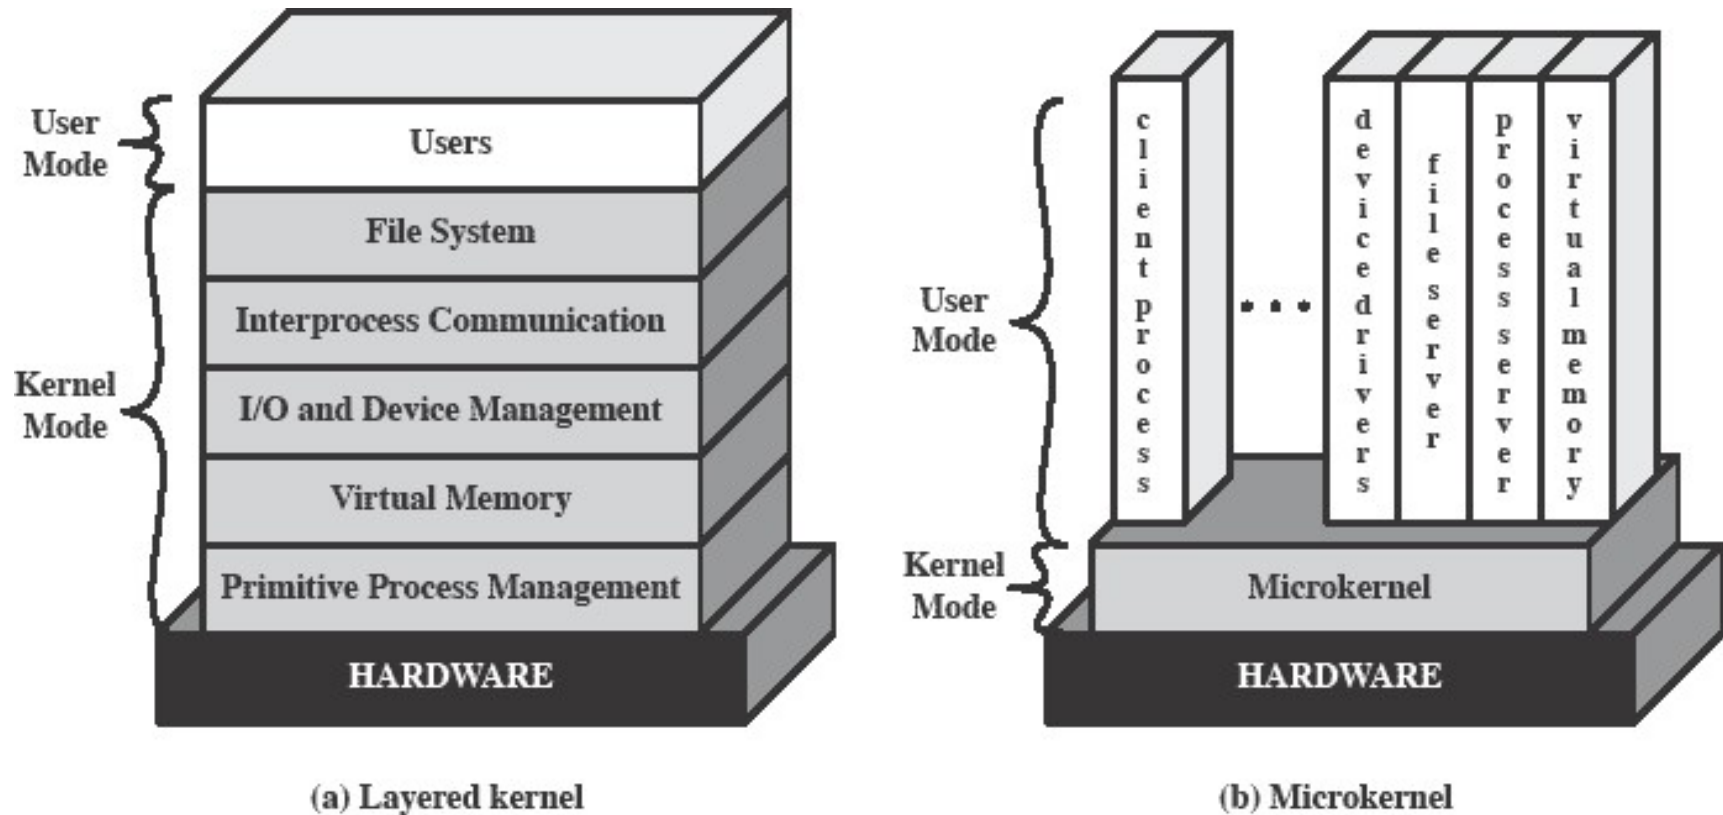 User
Mode
Users
File System
Interprocess Communication
Kernel
Mode
I/O and Device Management
Virtual Memory
Primitive Process Management
HARDWARE
(a) Layered kernel
User
Mode
client process
device drivers
file server
process server
virtual memory
Kernel
Mode
Microkernel
HARDWARE
(b) Microkernel